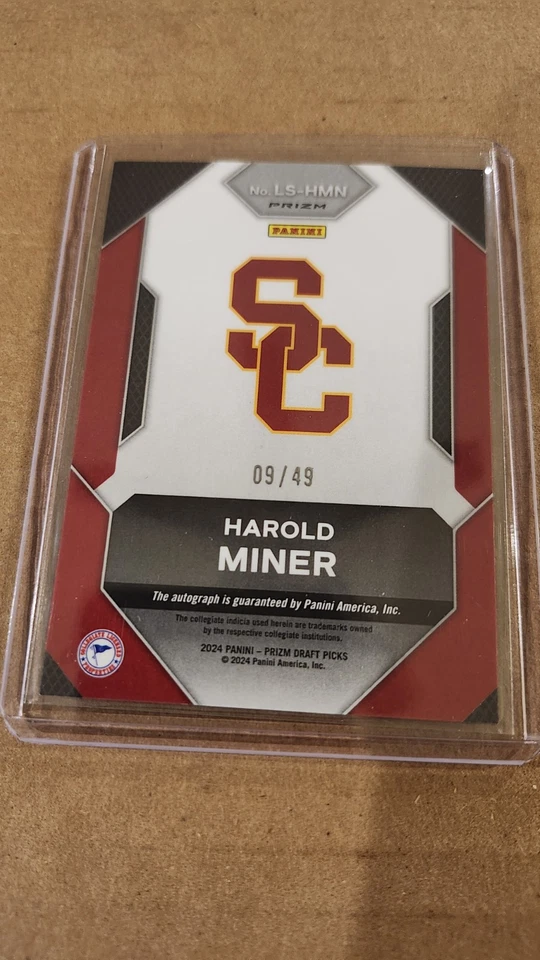 No. LS-HMN
PRIZM
PANINI
SC
09/49
HAROLD
MINER
The autograph is guaranteed by Panini America, Inc.
The collegiate indicia used herein are trademarks owned
by the respective collegiate institutions.
2024 PANINI – PRIZM DRAFT PICKS
© 2024 Panini America, Inc.